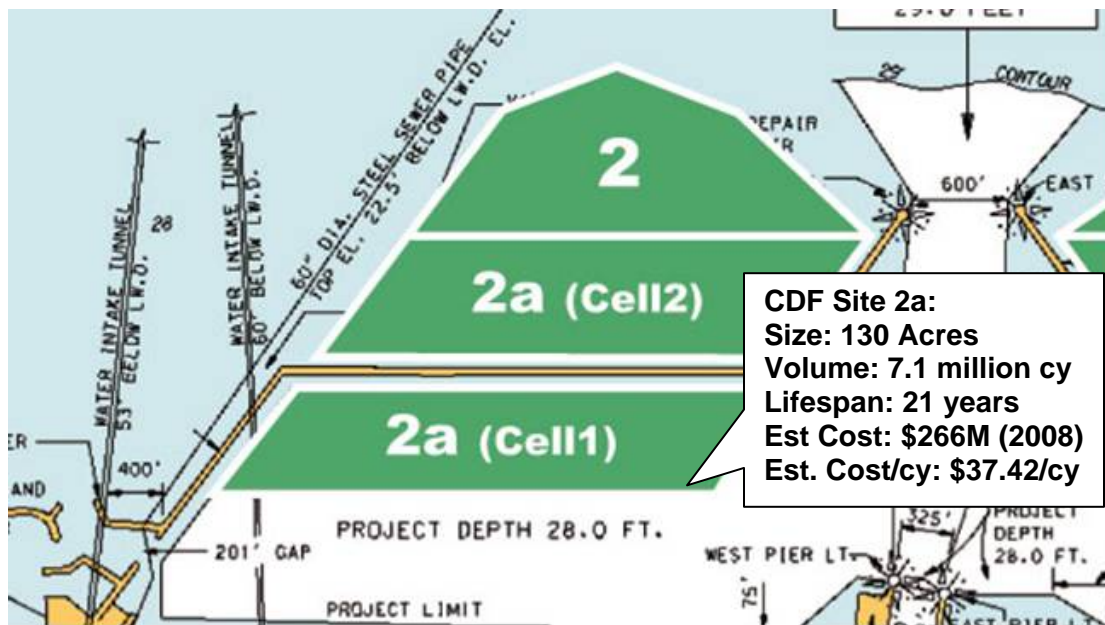 29.0 FEET
29'
CONTOUR
60" DIA. STEEL SEWER PIPE
TOP EL. 22.5' BELOW LW.D. EL.
WATER INTAKE TUNNEL
53' BELOW LW.D.
28
WATER INTAKE TUNNEL
60' BELOW LW.D.
2
REPAIR
600'
EAST
2a (Cell2)
CDF Site 2a:
Size: 130 Acres
Volume: 7.1 million cy
Lifespan: 21 years
Est Cost: $266M (2008)
Est. Cost/cy: $37.42/cy
2a (Cell1)
ER
400'
AND
PROJECT DEPTH 28.0 FT.
201' GAP
325'
PROJECT
DEPTH
28.0 FT.
WEST PIER LT.
75'
PROJECT LIMIT
EAST PIER LT